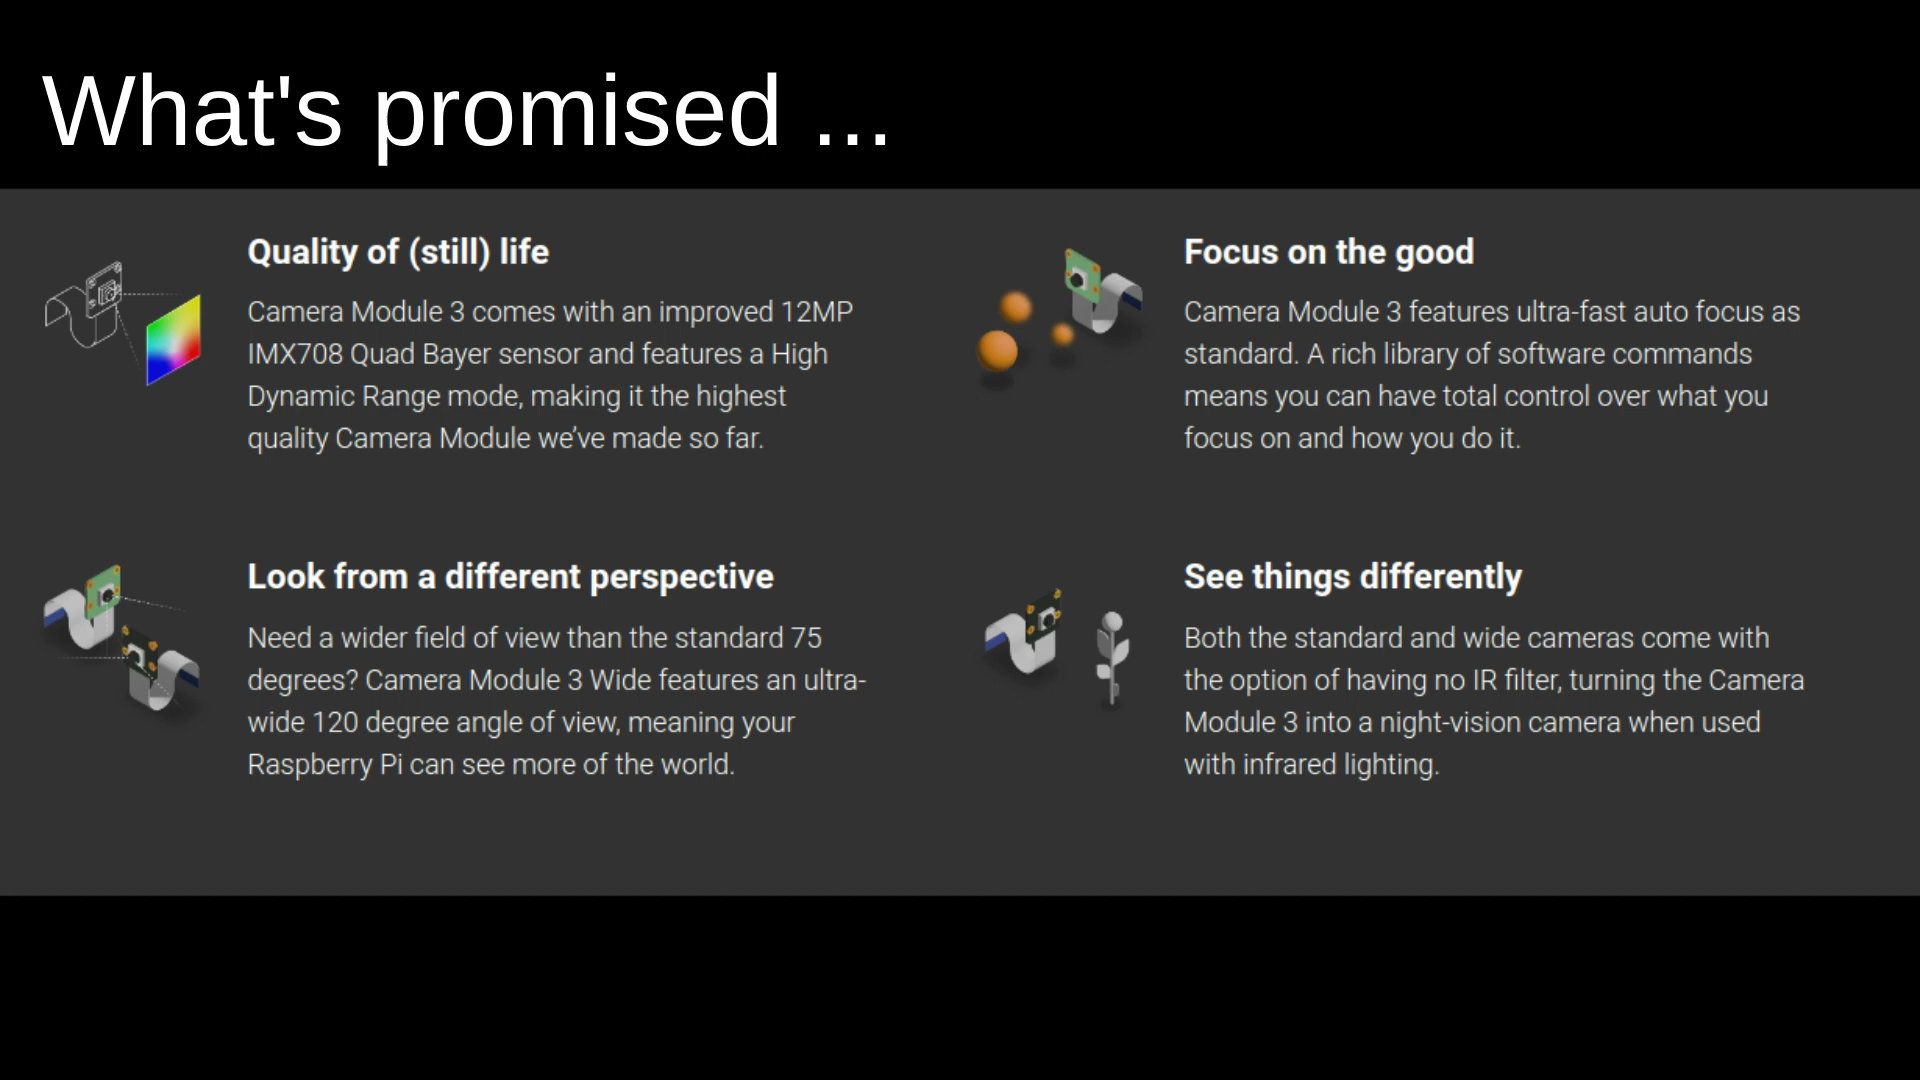 What's promised ...
Quality of (still) life
Camera Module 3 comes with an improved 12MP
IMX708 Quad Bayer sensor and features a High
Dynamic Range mode, making it the highest
quality Camera Module we’ve made so far.
Focus on the good
Camera Module 3 features ultra-fast auto focus as
standard. A rich library of software commands
means you can have total control over what you
focus on and how you do it.
Look from a different perspective
Need a wider field of view than the standard 75
degrees? Camera Module 3 Wide features an ultra-
wide 120 degree angle of view, meaning your
Raspberry Pi can see more of the world.
See things differently
Both the standard and wide cameras come with
the option of having no IR filter, turning the Camera
Module 3 into a night-vision camera when used
with infrared lighting.